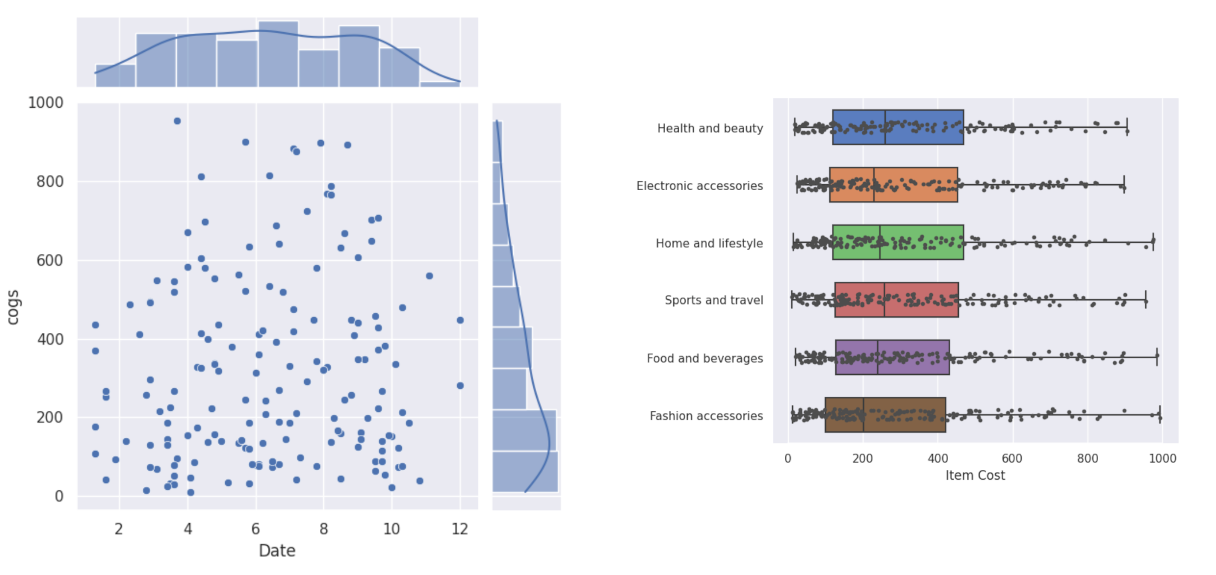 1000
800
600
400
200
0
cogs
2 4 6 8 10 12
Date
Health and beauty
Electronic accessories
Home and lifestyle
Sports and travel
Food and beverages
Fashion accessories
0 200 400 600 800 1000
Item Cost